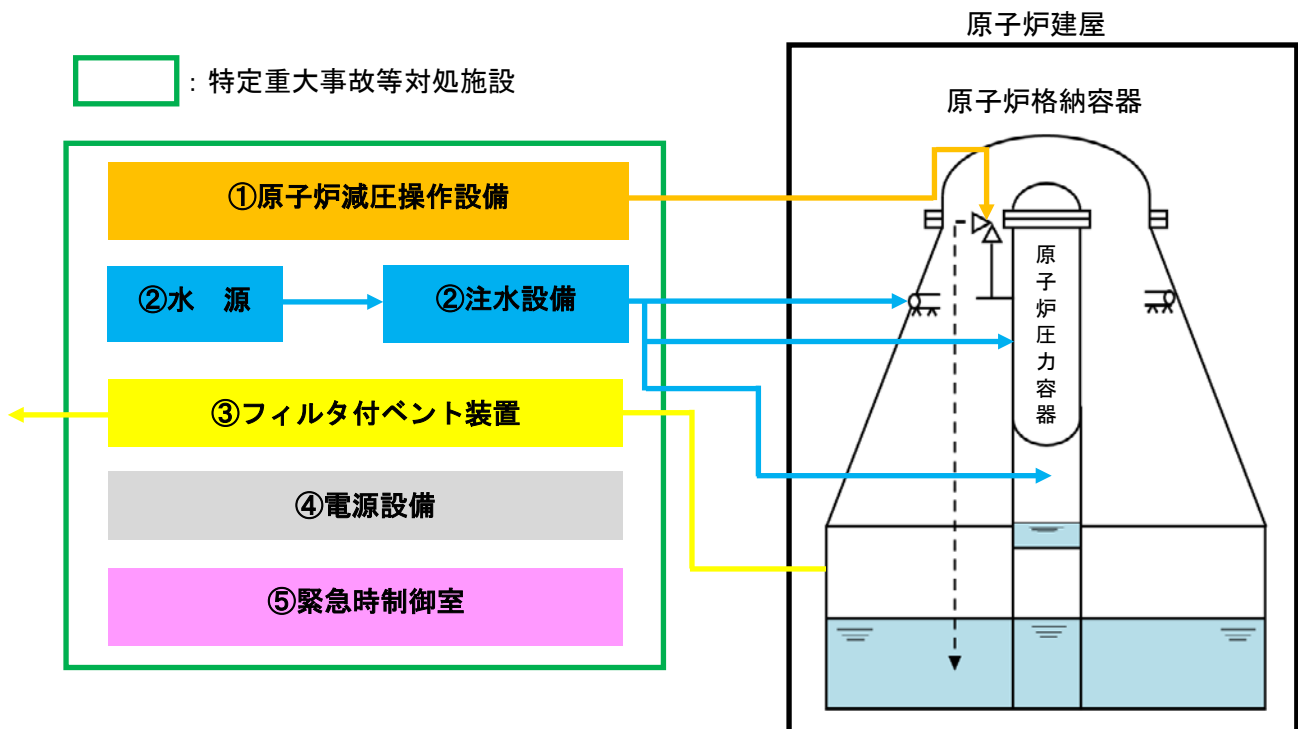 原子炉建屋
：特定重大事故等対処施設
原子炉格納容器
①原子炉減圧操作設備
②水　源
②注水設備
③フィルタ付ベント装置
④電源設備
⑤緊急時制御室
原子炉圧力容器